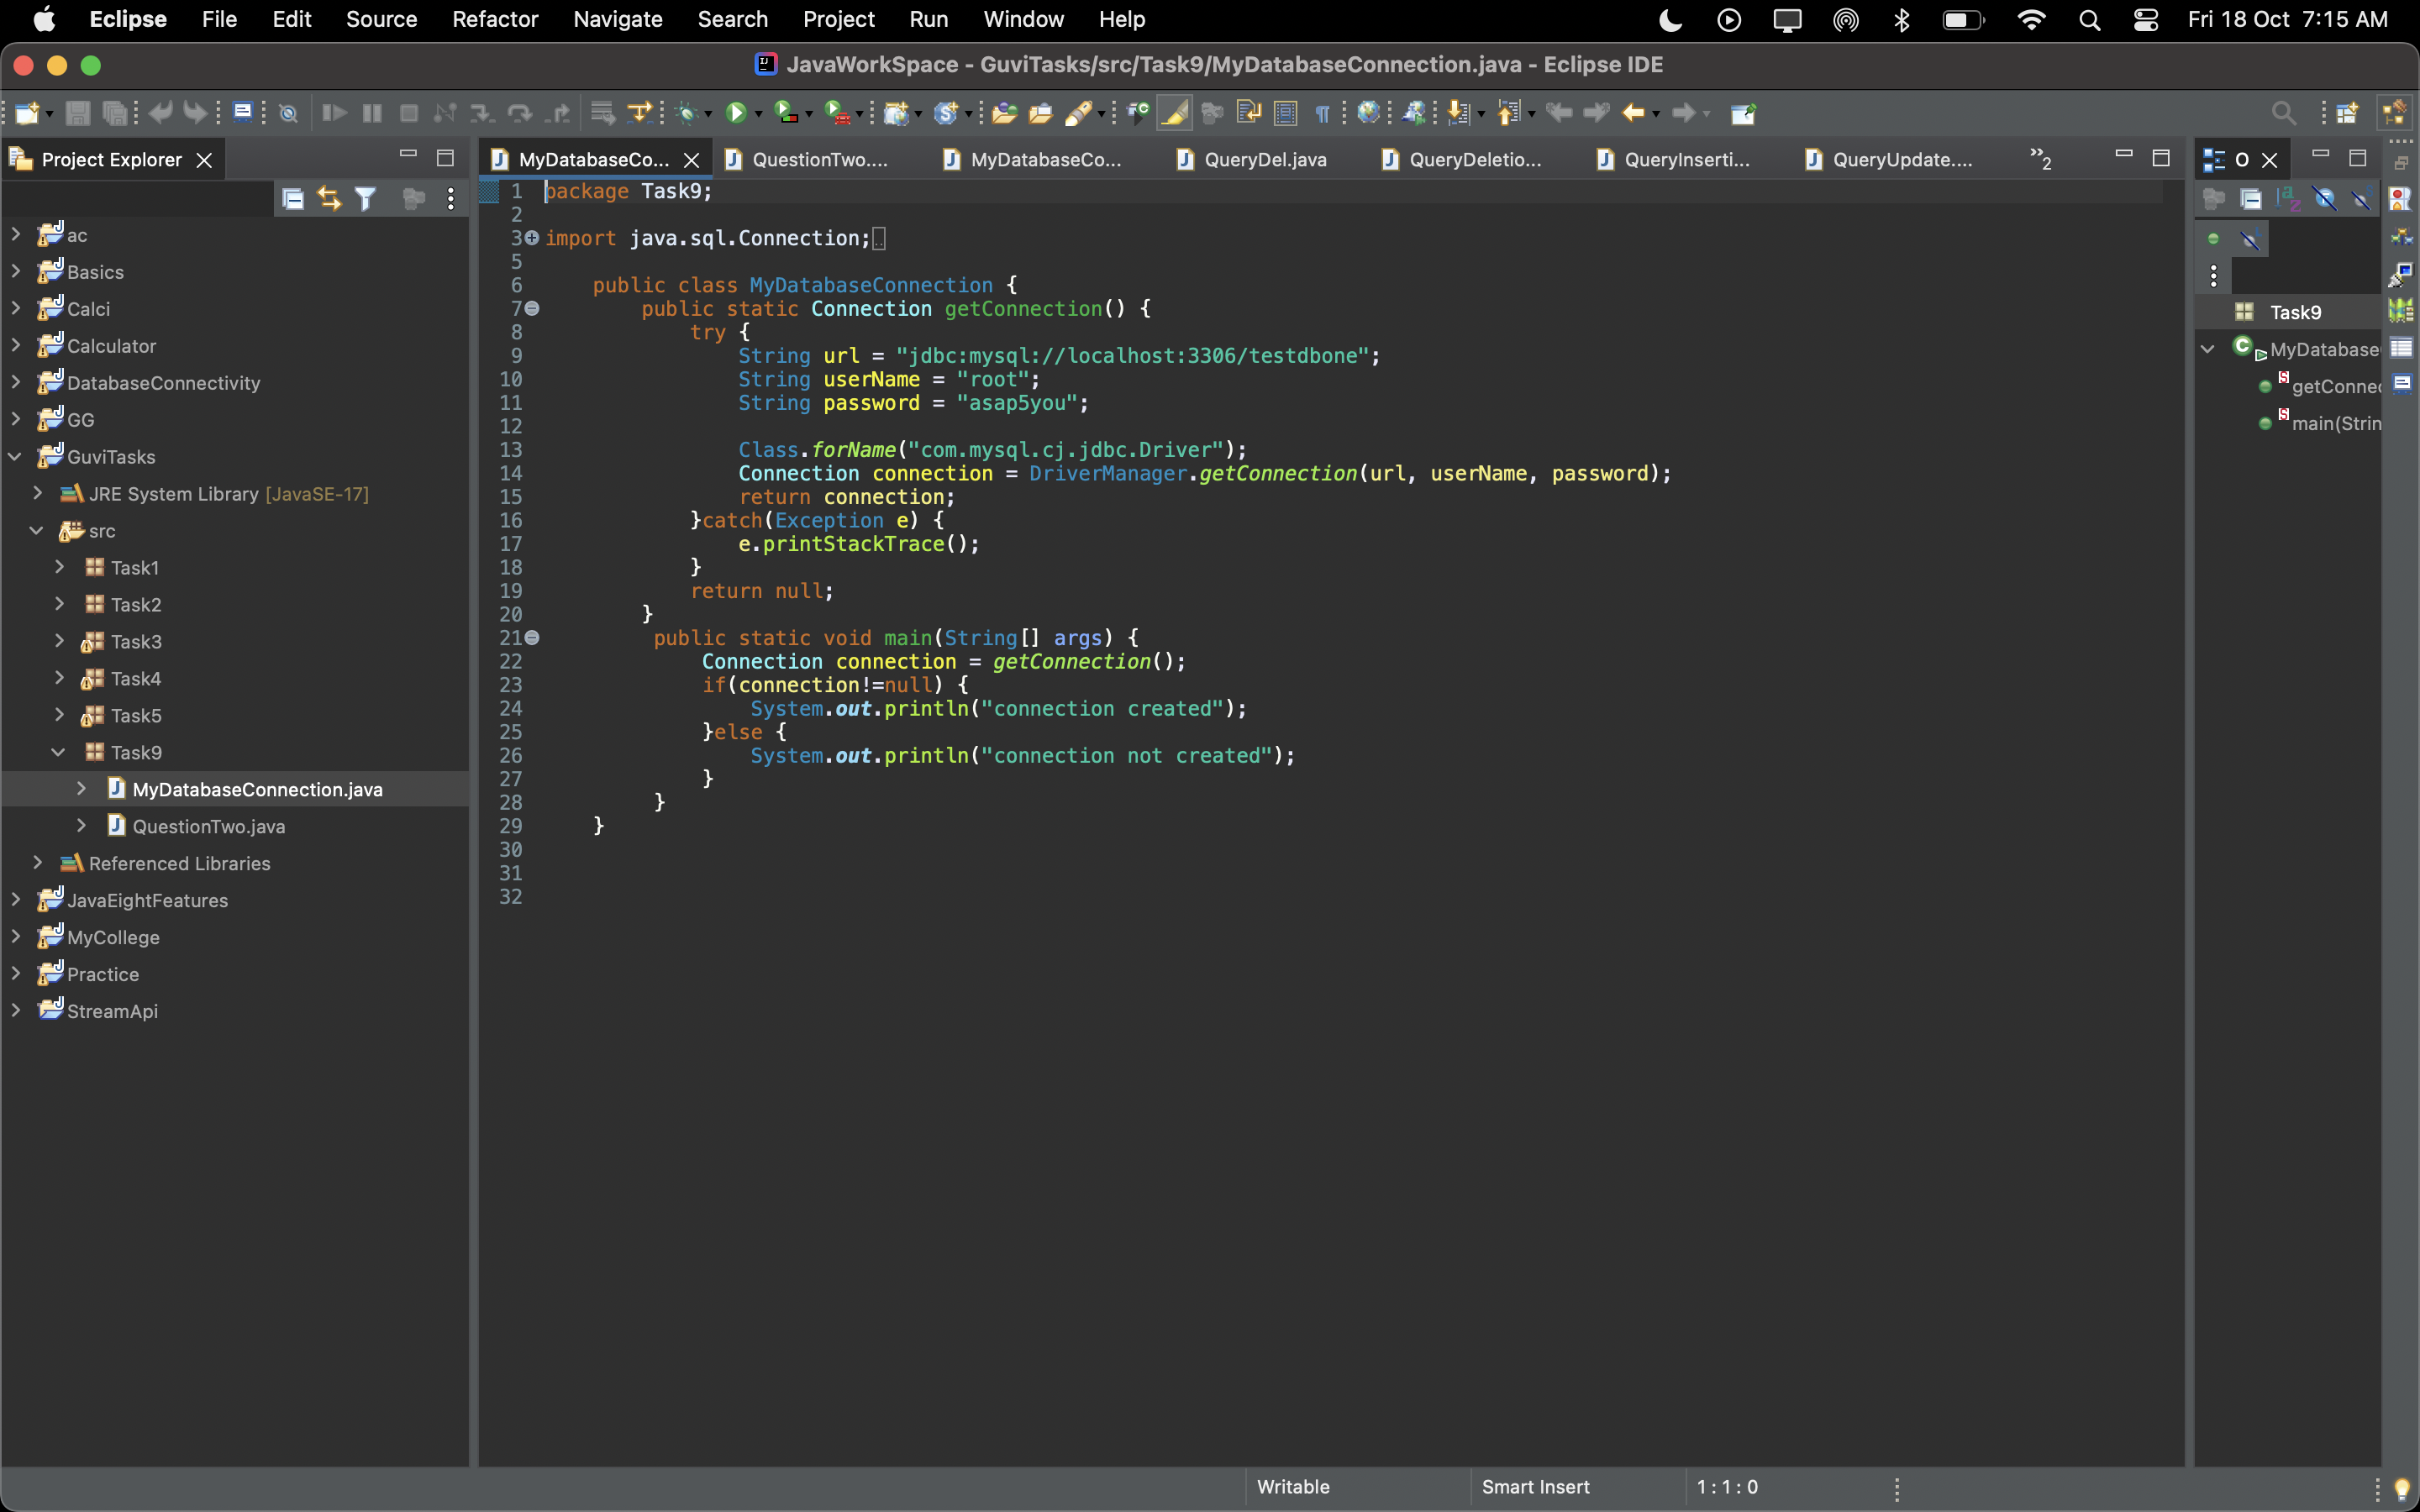 Eclipse File Edit Source Refactor Navigate Search Project Run Window Help Fri 18 Oct 7:15 AM
JavaWorkSpace - GuviTasks/src/Task9/MyDatabaseConnection.java - Eclipse IDE
Project Explorer
ac
Basics
Calci
Calculator
DatabaseConnectivity
GG
GuviTasks
JRE System Library [JavaSE-17]
src
Task1
Task2
Task3
Task4
Task5
Task9
MyDatabaseConnection.java
QuestionTwo.java
Referenced Libraries
JavaEightFeatures
MyCollege
Practice
StreamApi
MyDatabaseCo... QuestionTwo.... MyDatabaseCo... QueryDel.java QueryDeletio... QueryInserti... QueryUpdate.... »2
1 package Task9;
2
3 import java.sql.Connection;
5
6 public class MyDatabaseConnection {
7 public static Connection getConnection() {
8 try {
9 String url = "jdbc:mysql://localhost:3306/testdbone";
10 String userName = "root";
11 String password = "asap5you";
12
13 Class.forName("com.mysql.cj.jdbc.Driver");
14 Connection connection = DriverManager.getConnection(url, userName, password);
15 return connection;
16 }catch(Exception e) {
17 e.printStackTrace();
18 }
19 return null;
20 }
21 public static void main(String[] args) {
22 Connection connection = getConnection();
23 if(connection!=null) {
24 System.out.println("connection created");
25 }else {
26 System.out.println("connection not created");
27 }
28 }
29 }
30
31
32
O
Task9
MyDatabase
getConnec
main(Strin
Writable Smart Insert 1 : 1 : 0